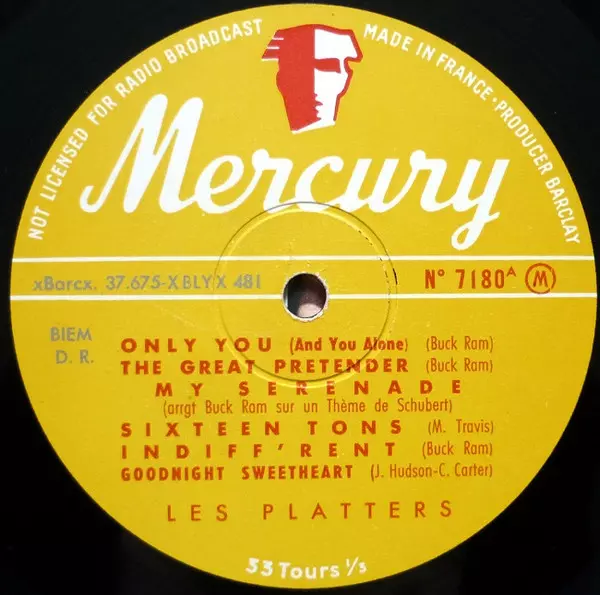 NOT LICENSED FOR RADIO BROADCAST
MADE IN FRANCE · PRODUCER BARCLAY
Mercury
xBarcx. 37.675-XBLYX 481
N° 7180A M
BIEM
D. R.
ONLY YOU (And You Alone) (Buck Ram)
THE GREAT PRETENDER (Buck Ram)
MY SERENADE
(arrgt Buck Ram sur un Thème de Schubert)
SIXTEEN TONS (M. Travis)
INDIFF'RENT (Buck Ram)
GOODNIGHT SWEETHEART (J. Hudson-C. Carter)
LES PLATTERS
33 Tours 1/3